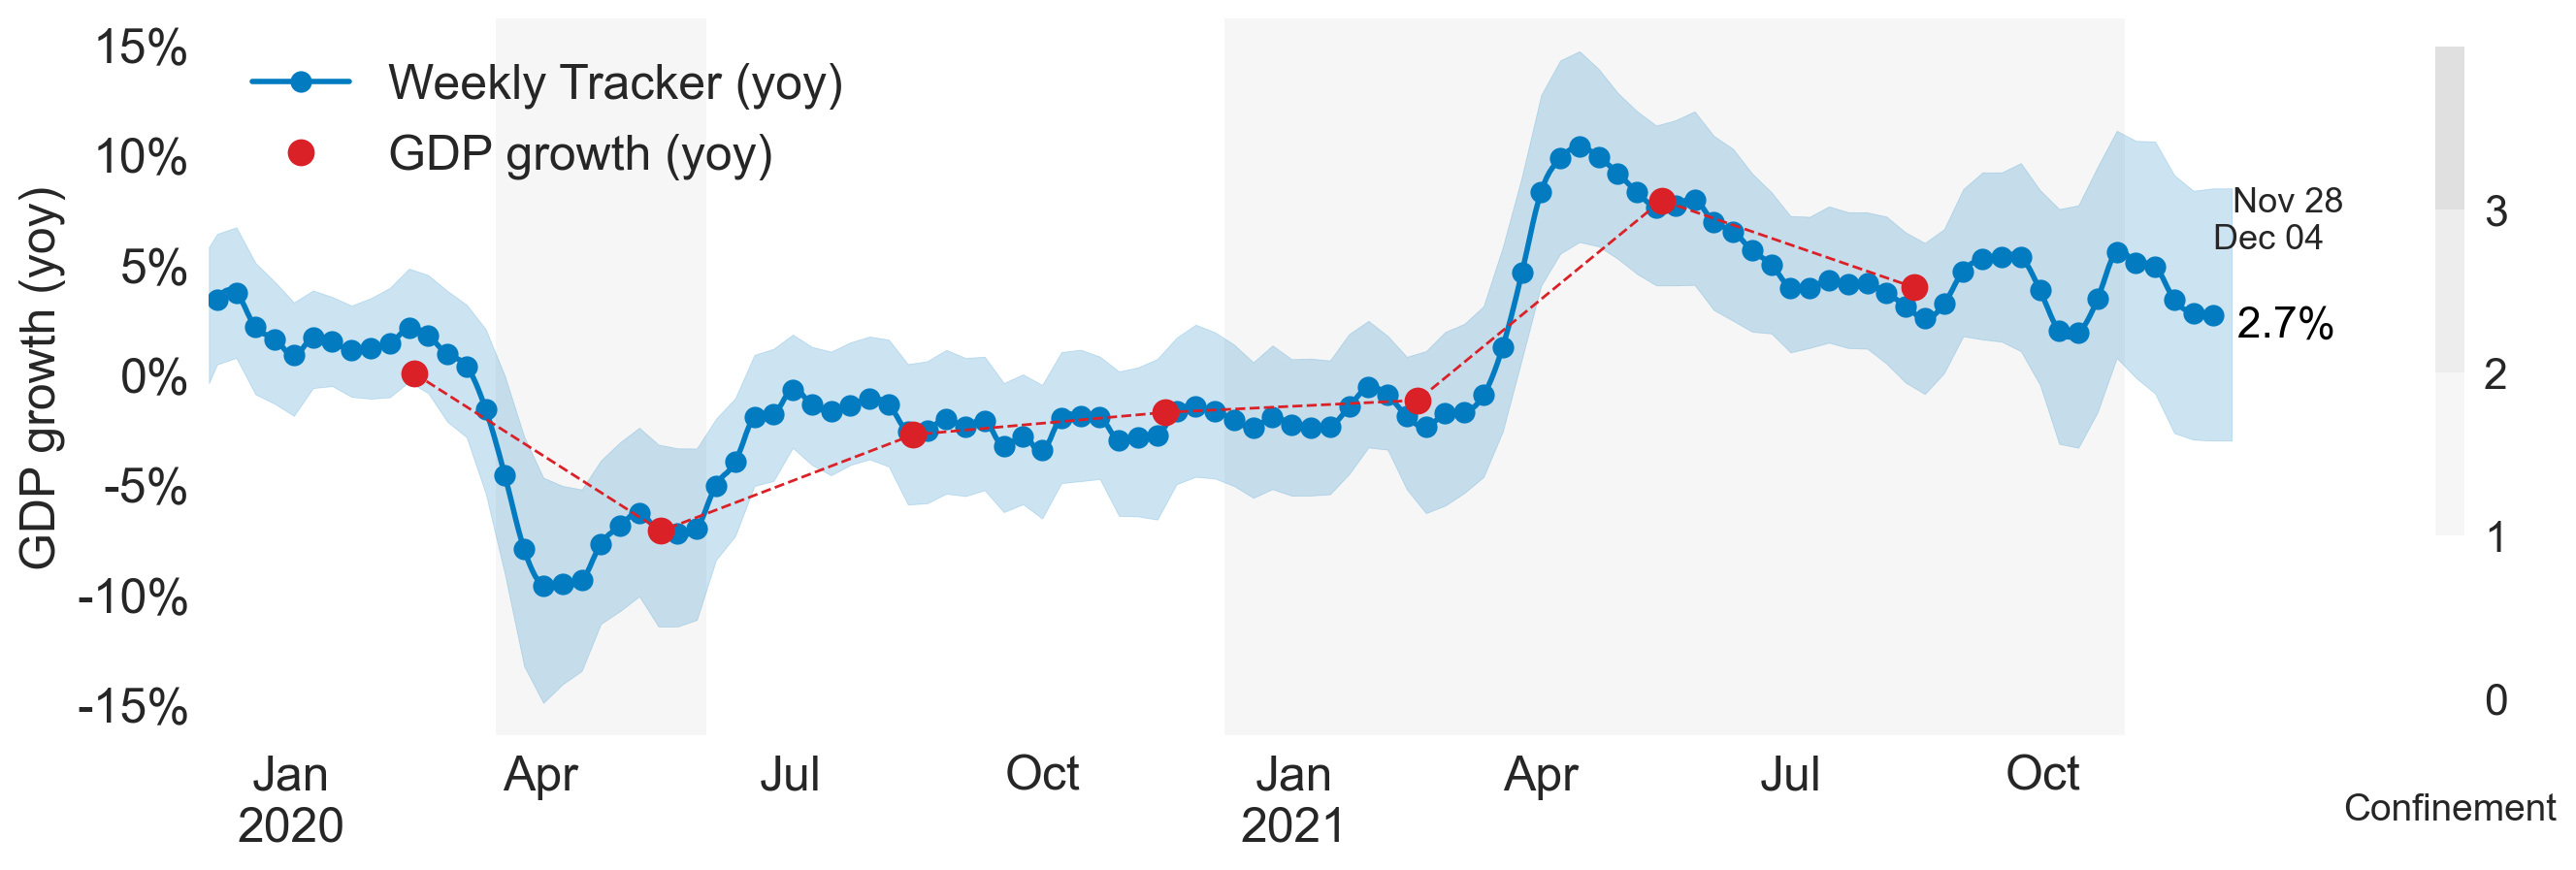 GDP growth (yoy)
15%
10%
5%
0%
-5%
-10%
-15%
Weekly Tracker (yoy)
GDP growth (yoy)
Nov 28
Dec 04
2.7%
3
2
1
0
Jan Apr Jul Oct Jan Apr Jul Oct
2020 2021
Confinement